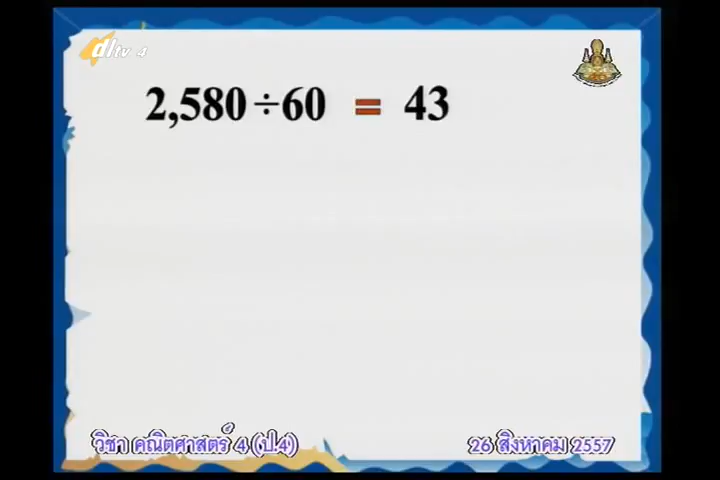 dltv 4
2,580 ÷ 60 = 43
วิชา คณิตศาสตร์ 4 (ป.4)
26 สิงหาคม 2557